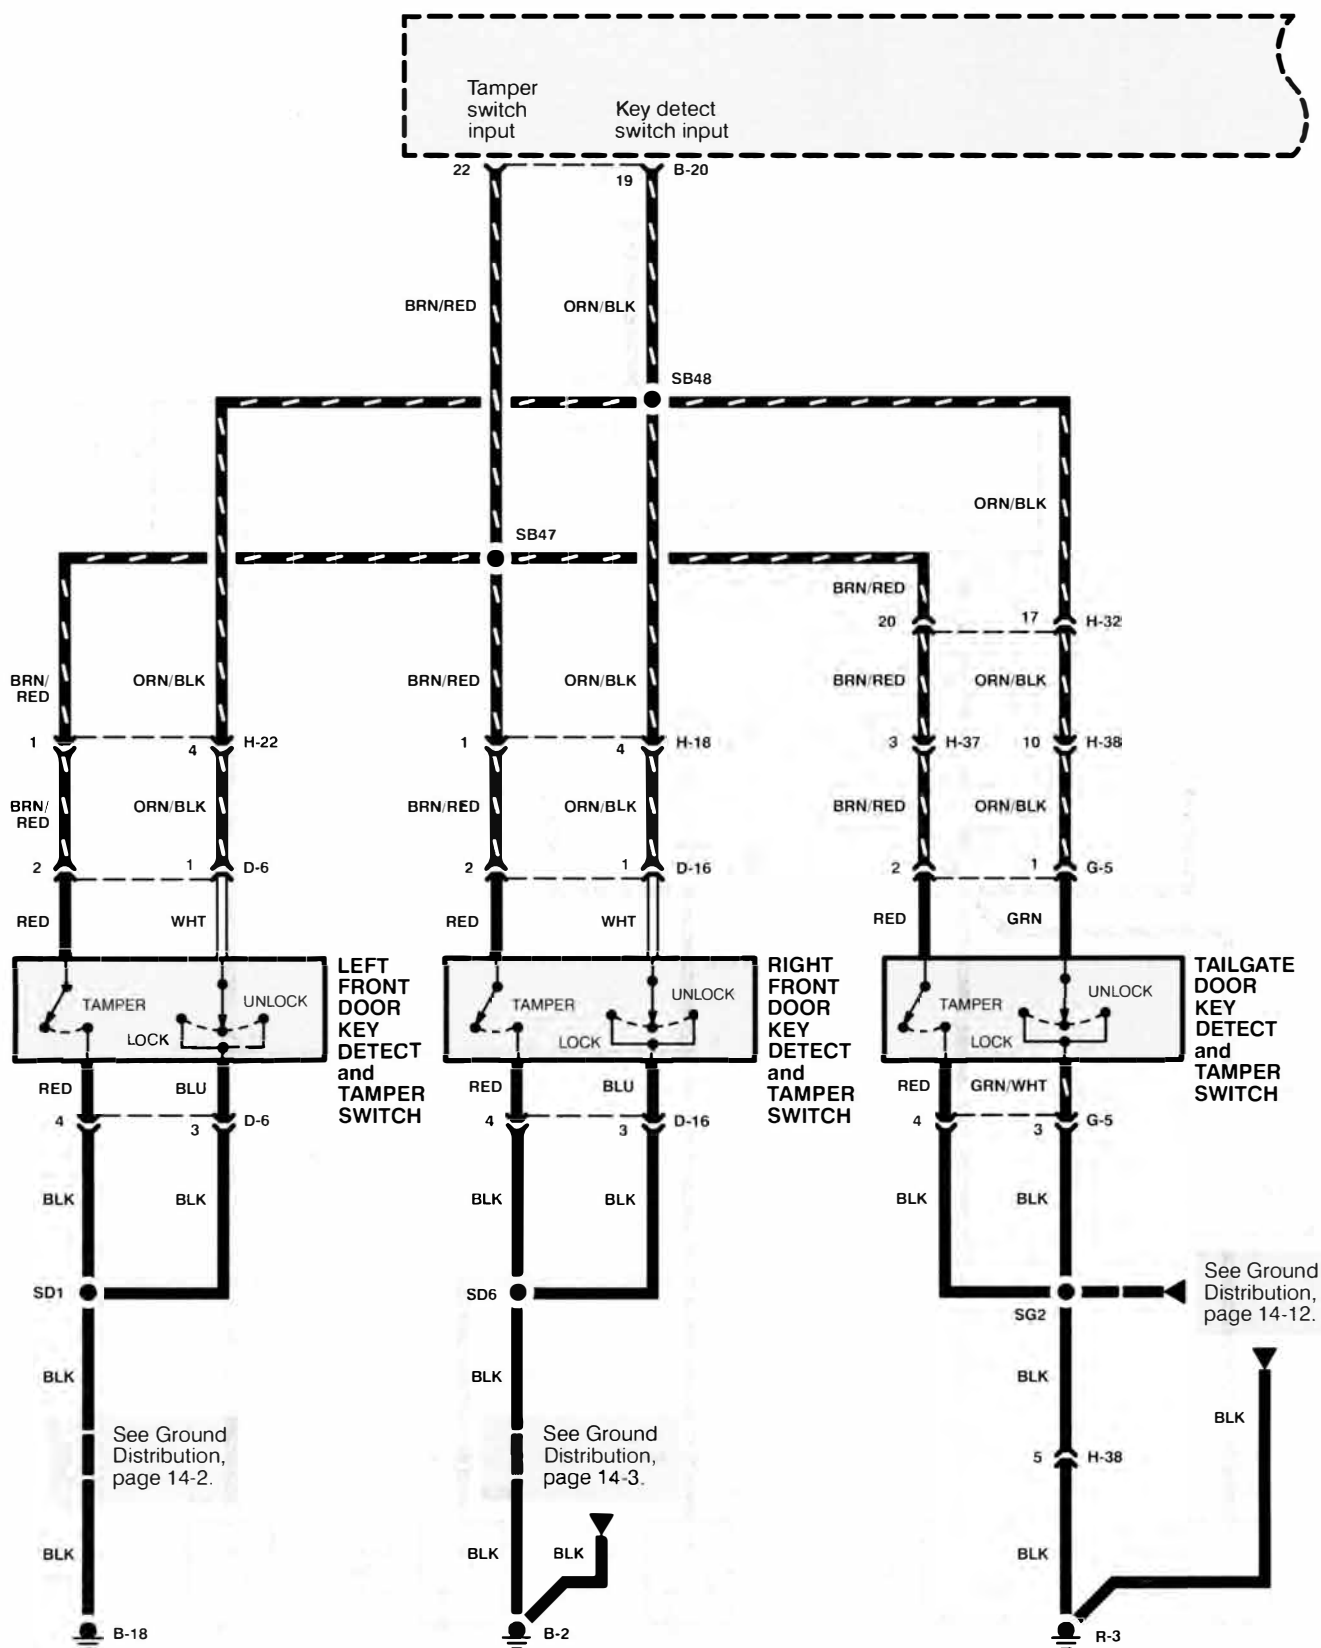 Tamper
switch
input
Key detect
switch input
22
19
B-20
BRN/RED
ORN/BLK
SB48
ORN/BLK
SB47
BRN/RED
20
17
H-32
BRN/
RED
ORN/BLK
BRN/RED
ORN/BLK
BRN/RED
ORN/BLK
1
4
H-22
1
4
H-18
3
H-37
10
H-38
BRN/
RED
ORN/BLK
BRN/RED
ORN/BLK
BRN/RED
ORN/BLK
2
1
D-6
2
1
D-16
2
1
G-5
RED
WHT
RED
WHT
RED
GRN
TAMPER
UNLOCK
LOCK
LEFT
FRONT
DOOR
KEY
DETECT
and
TAMPER
SWITCH
TAMPER
UNLOCK
LOCK
RIGHT
FRONT
DOOR
KEY
DETECT
and
TAMPER
SWITCH
TAMPER
UNLOCK
LOCK
TAILGATE
DOOR
KEY
DETECT
and
TAMPER
SWITCH
RED
BLU
RED
BLU
RED
GRN/WHT
4
3
D-6
4
3
D-16
4
3
G-5
BLK
BLK
BLK
BLK
BLK
BLK
SD1
SD6
SG2
See Ground
Distribution,
page 14-12.
BLK
BLK
BLK
BLK
See Ground
Distribution,
page 14-2.
See Ground
Distribution,
page 14-3.
5
H-38
BLK
BLK
BLK
BLK
B-18
B-2
R-3